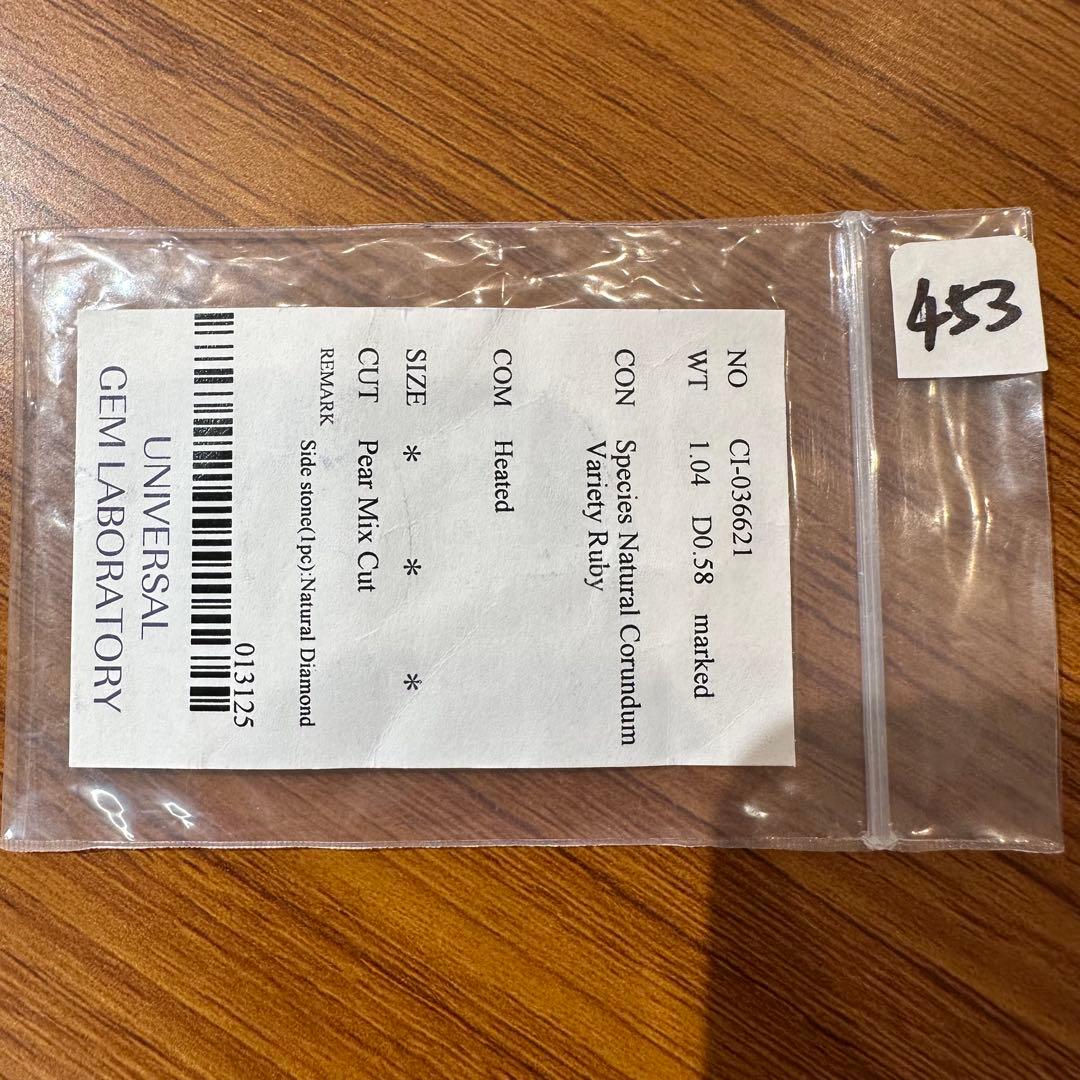 453
NO CI-036621
WT 1.04 D0.58 marked
CON Species Natural Corundum
Variety Ruby
COM Heated
SIZE * * *
CUT Pear Mix Cut
REMARK
Side stone(1pc):Natural Diamond
013125
UNIVERSAL
GEM LABORATORY